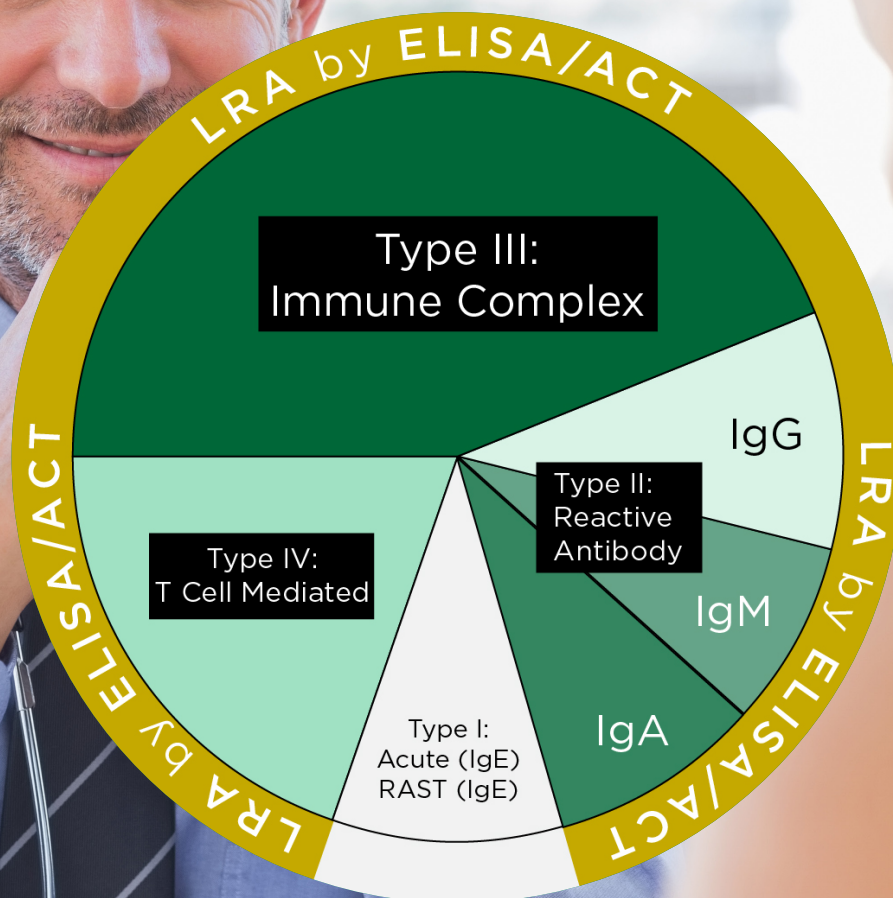 LRA by ELISA/ACT
Type III:
Immune Complex
IgG
Type II:
Reactive
Antibody
IgM
IgA
Type IV:
T Cell Mediated
Type I:
Acute (IgE)
RAST (IgE)
LRA by ELISA/ACT
LRA by ELISA/ACT